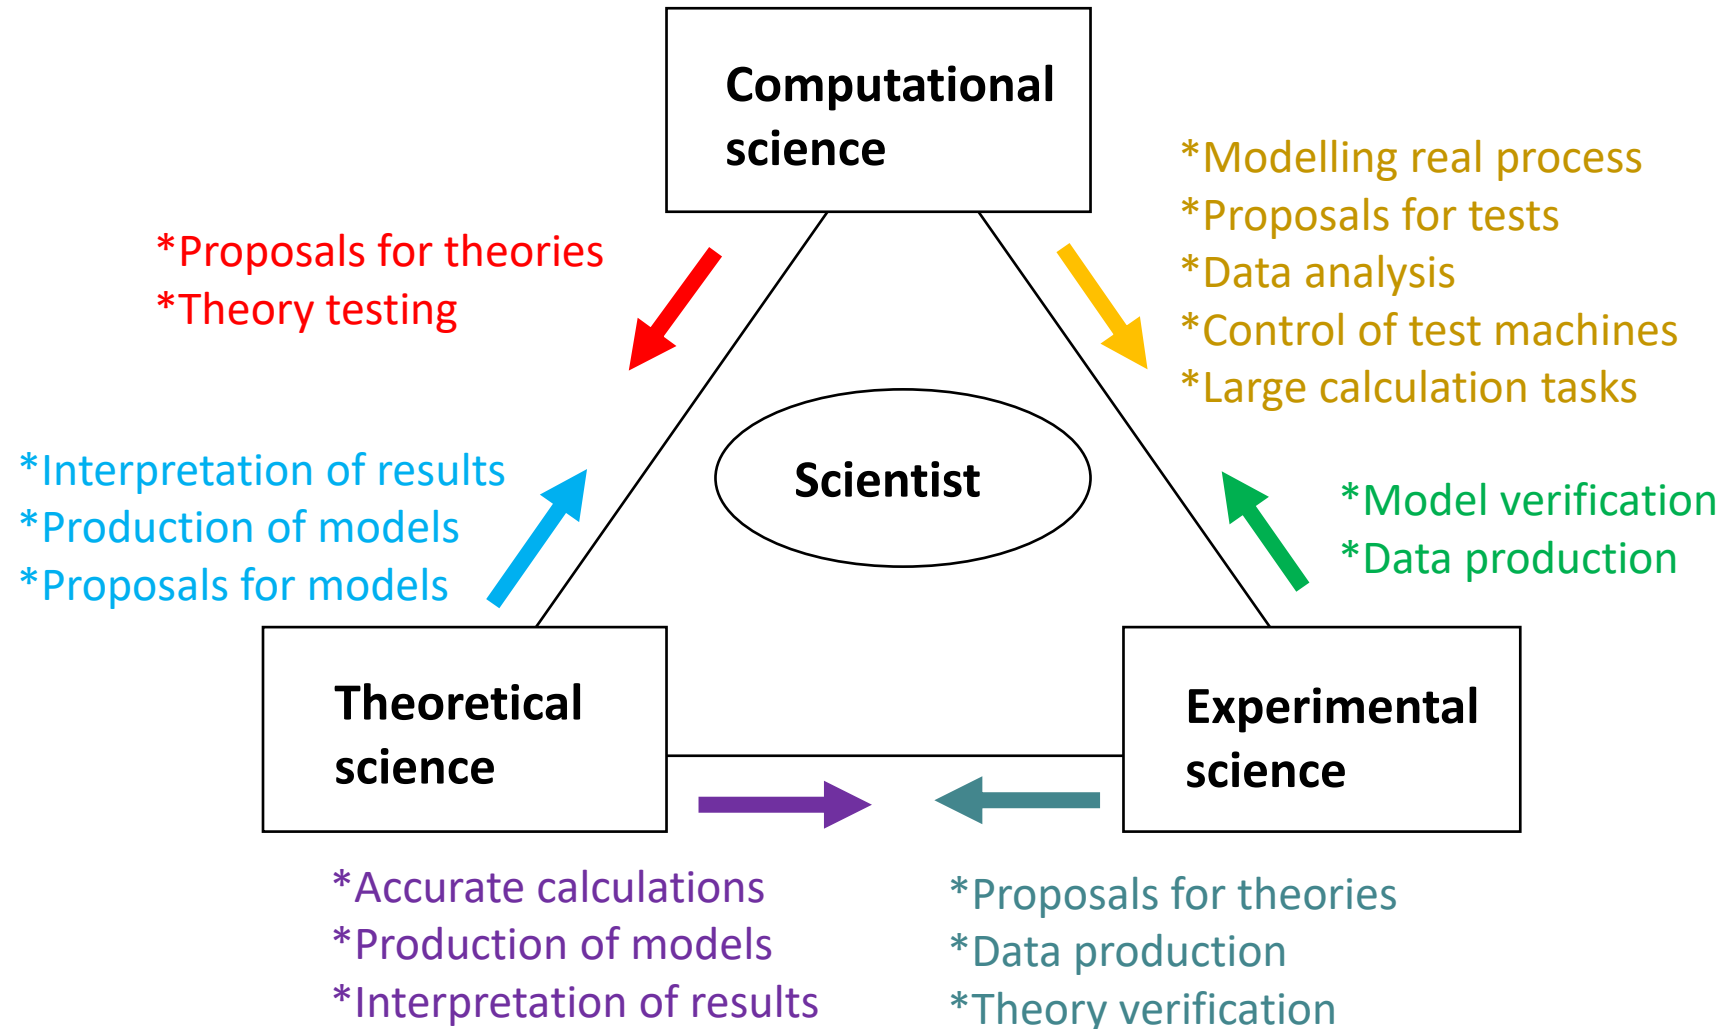 Computational
science
*Proposals for theories
*Theory testing
*Modelling real process
*Proposals for tests
*Data analysis
*Control of test machines
*Large calculation tasks
*Interpretation of results
*Production of models
*Proposals for models
Scientist
*Model verification
*Data production
Theoretical
science
Experimental
science
*Accurate calculations
*Production of models
*Interpretation of results
*Proposals for theories
*Data production
*Theory verification